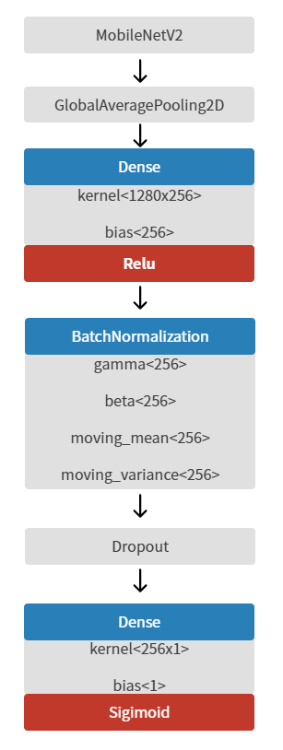 MobileNetV2
GlobalAveragePooling2D
Dense
kernel<1280x256>
bias<256>
Relu
BatchNormalization
gamma<256>
beta<256>
moving_mean<256>
moving_variance<256>
Dropout
Dense
kernel<256x1>
bias<1>
Sigimoid